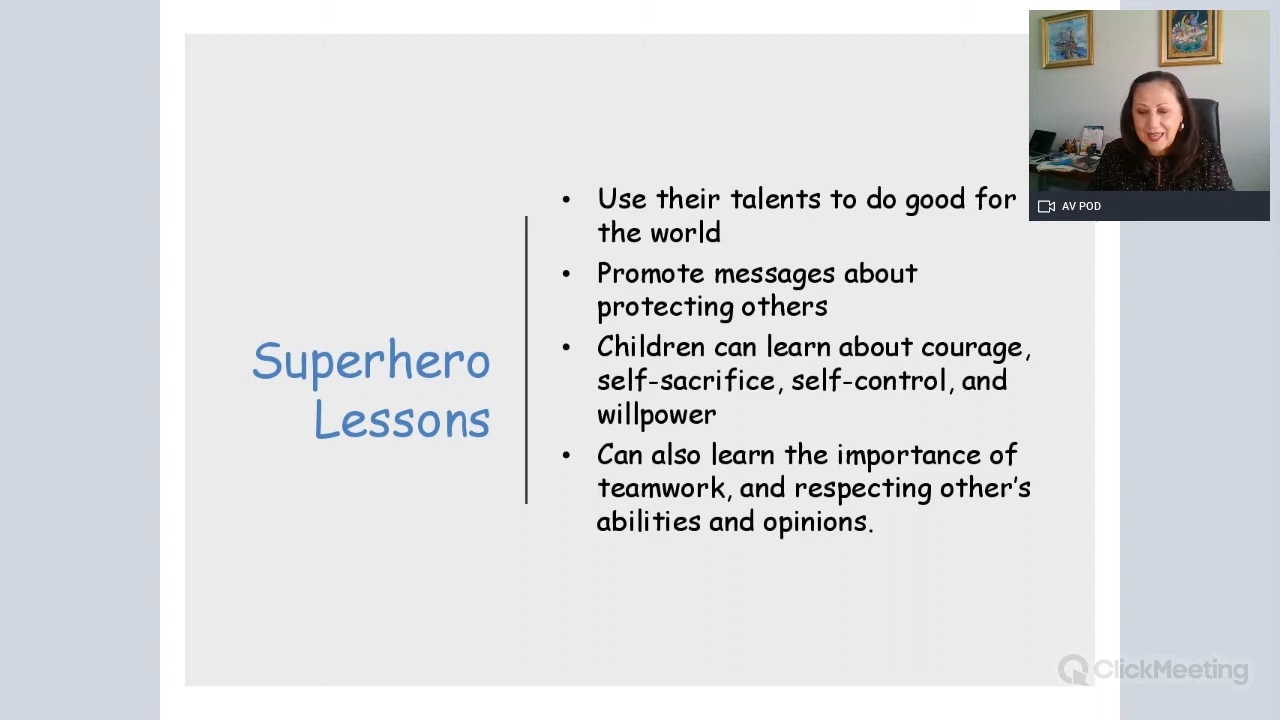 Superhero
Lessons
• Use their talents to do good for
the world
• Promote messages about
protecting others
• Children can learn about courage,
self-sacrifice, self-control, and
willpower
• Can also learn the importance of
teamwork, and respecting other's
abilities and opinions.
AV POD
ClickMeeting